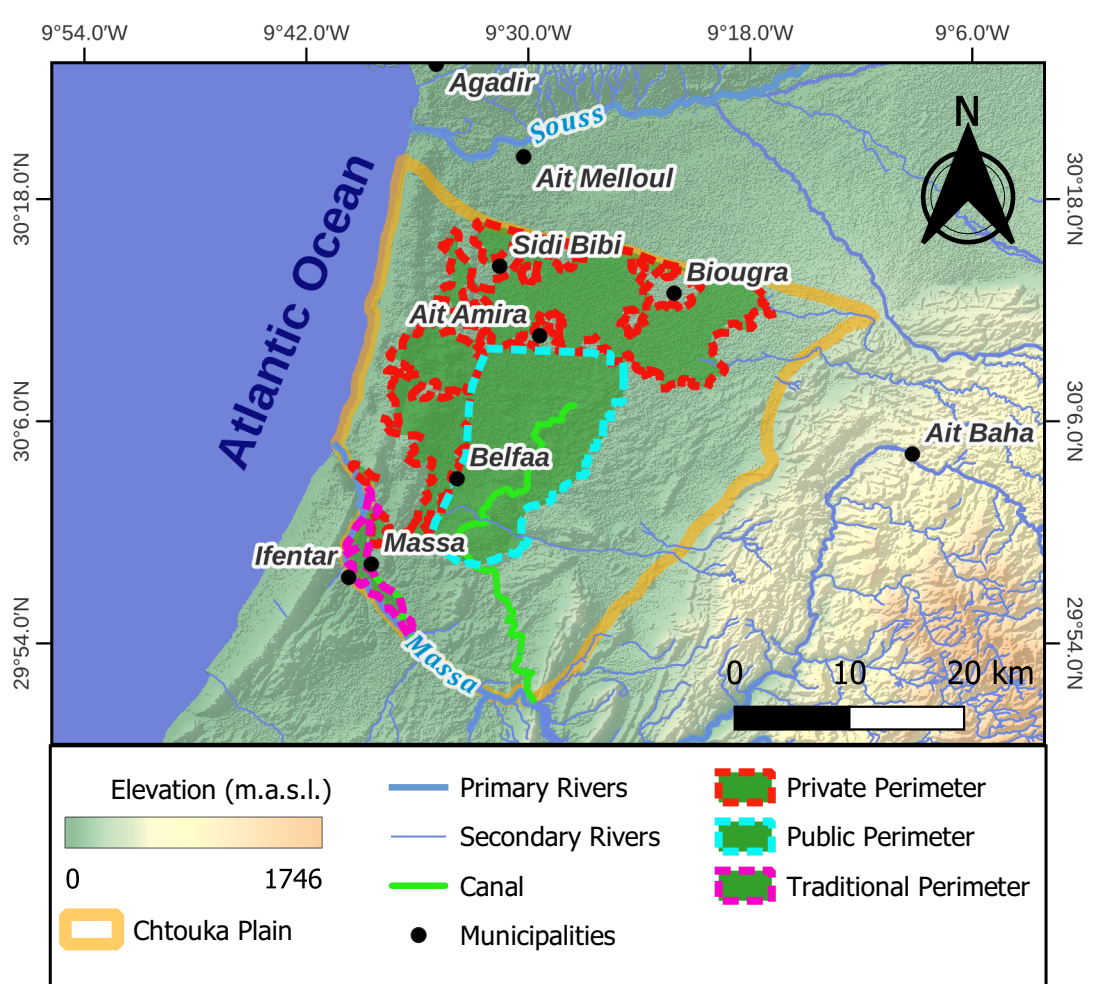 9°54.0'W 9°42.0'W 9°30.0'W 9°18.0'W 9°6.0'W
Agadir
Souss
N
Ait Melloul
30°18.0'N
30°18.0'N
Atlantic Ocean
Sidi Bibi
Biougra
Ait Amira
30°6.0'N
30°6.0'N
Ait Baha
Belfaa
Massa
Ifentar
29°54.0'N
29°54.0'N
Massa
0 10 20 km
Elevation (m.a.s.l.)
0 1746
Chtouka Plain
Primary Rivers
Secondary Rivers
Canal
Municipalities
Private Perimeter
Public Perimeter
Traditional Perimeter